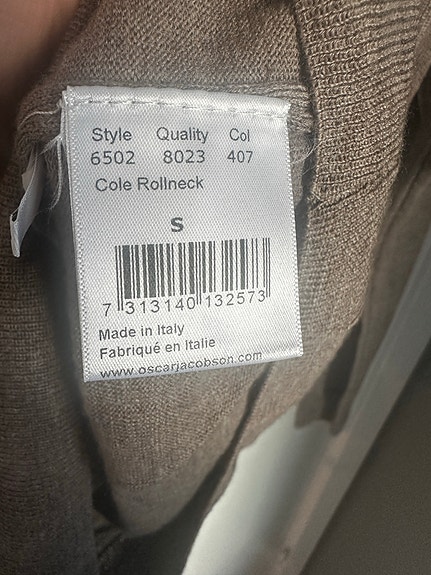 Style Quality Col
6502 8023 407
Cole Rollneck
S
7 313140 132573
Made in Italy
Fabriqué en Italie
www.oscarjacobson.com